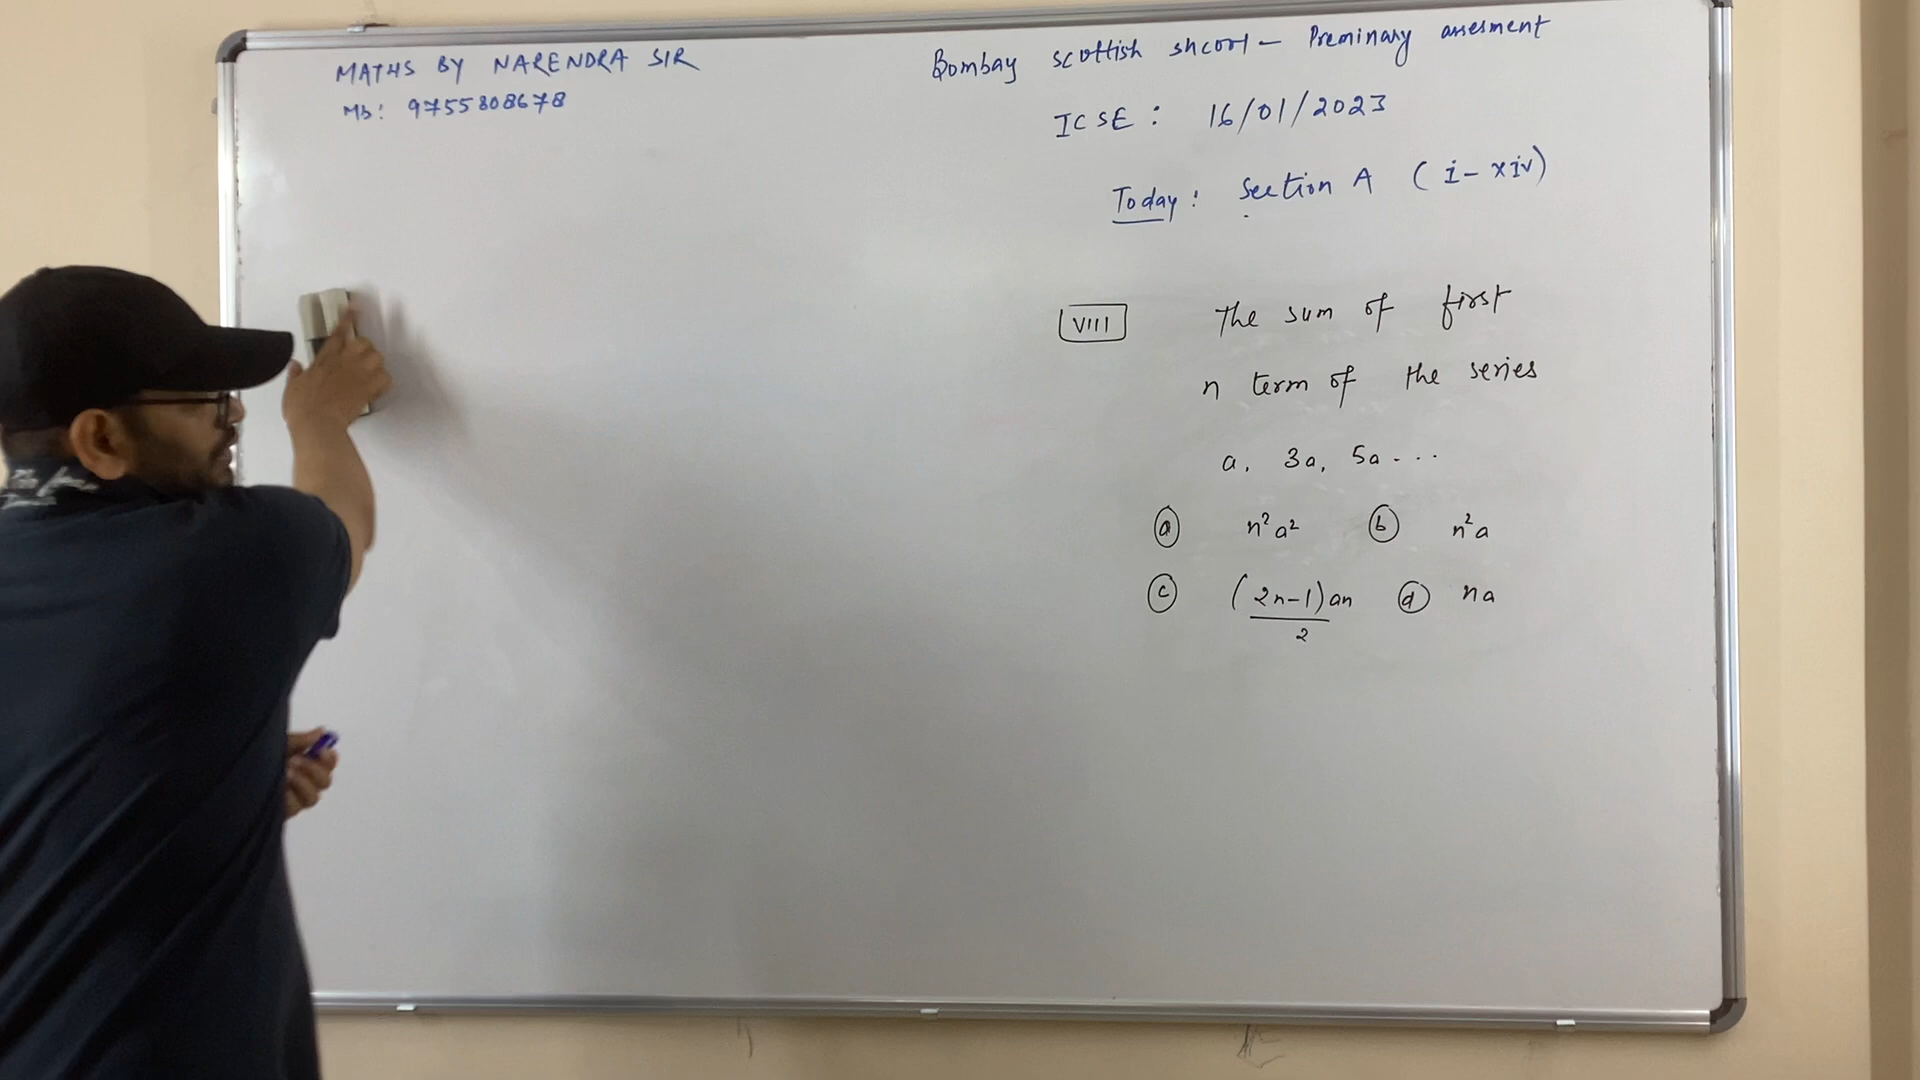 MATHS BY NARENDRA SIR
Mb: 9755808678
Bombay scottish shcool - Preminary assesment
ICSE : 16/01/2023
Today : Section A ( i - xiv)
VIII The sum of first
n term of the series
a, 3a, 5a ....
a n²a² b n²a
c (2n-1)an/2 d na